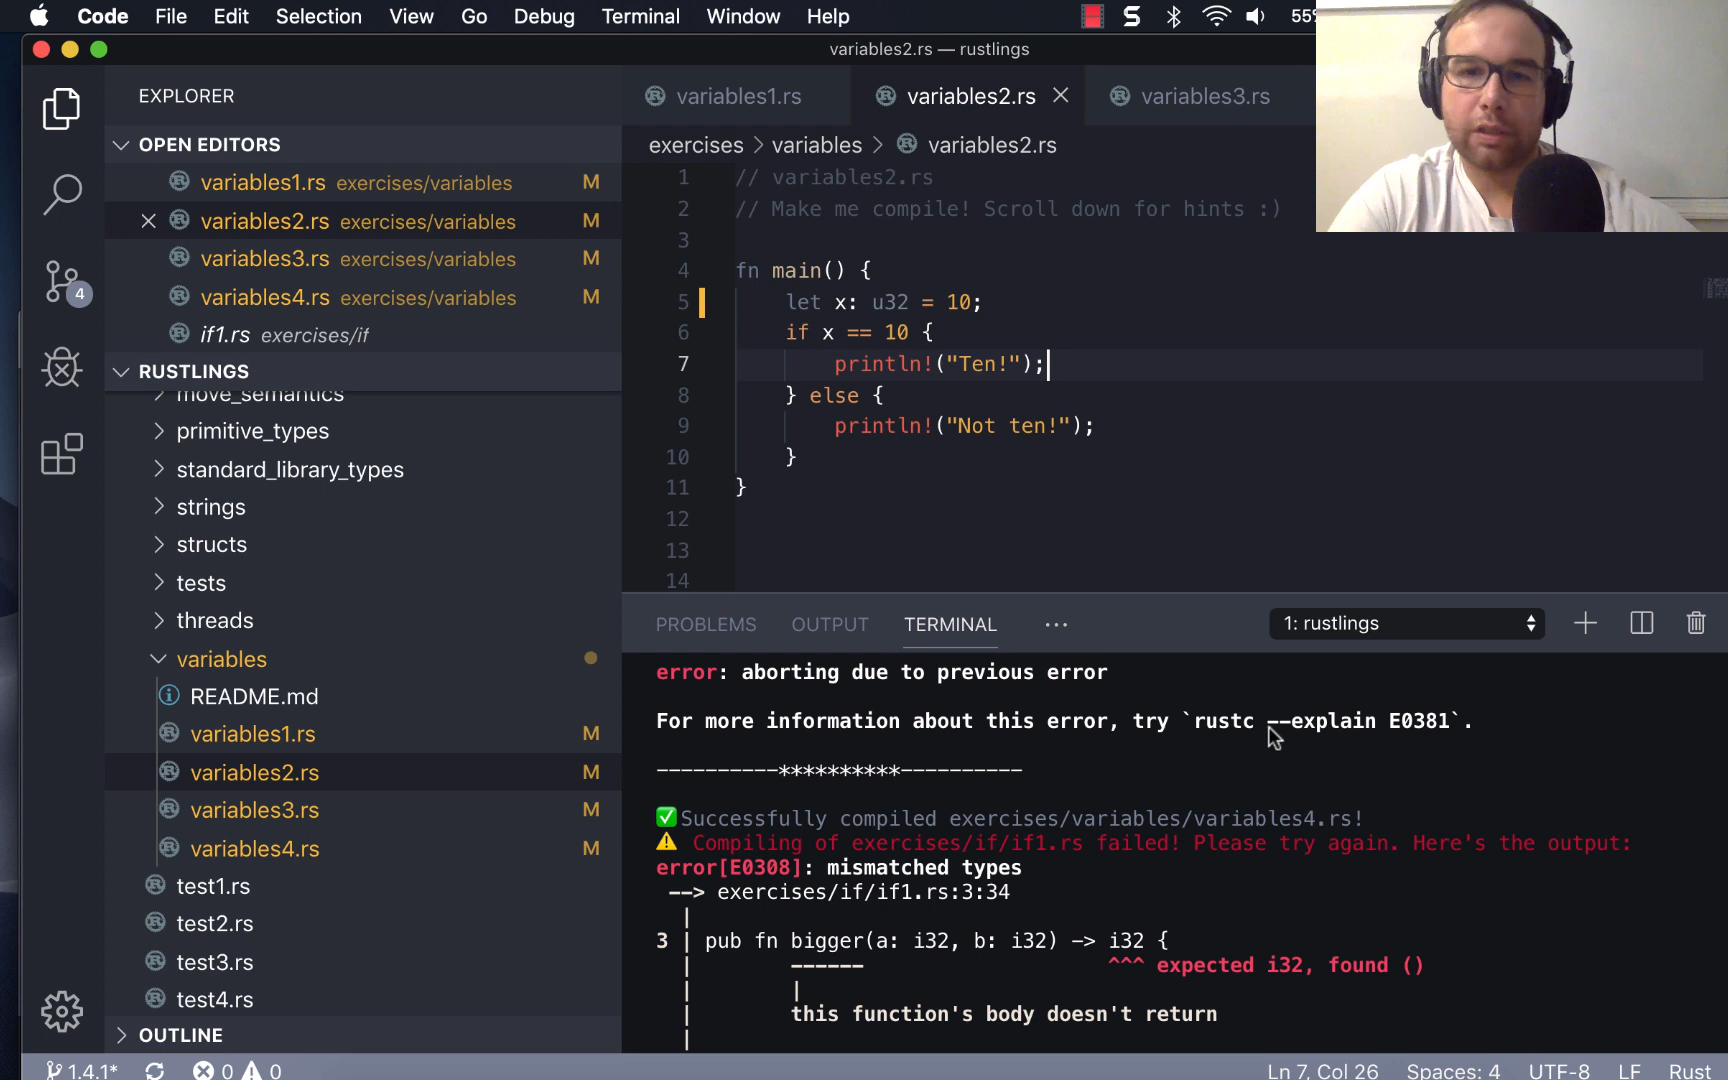 Code File Edit Selection View Go Debug Terminal Window Help 55%
variables2.rs — rustlings
EXPLORER
OPEN EDITORS
variables1.rs exercises/variables M
variables2.rs exercises/variables M
variables3.rs exercises/variables M
variables4.rs exercises/variables M
if1.rs exercises/if
RUSTLINGS
move_semantics
primitive_types
standard_library_types
strings
structs
tests
threads
variables
README.md
variables1.rs M
variables2.rs M
variables3.rs M
variables4.rs M
test1.rs
test2.rs
test3.rs
test4.rs
OUTLINE
4
variables1.rs variables2.rs variables3.rs
exercises > variables > variables2.rs
1 // variables2.rs
2 // Make me compile! Scroll down for hints :)
3
4 fn main() {
5 let x: u32 = 10;
6 if x == 10 {
7 println!("Ten!");
8 } else {
9 println!("Not ten!");
10 }
11 }
12
13
14
PROBLEMS OUTPUT TERMINAL ··· 1: rustlings
error: aborting due to previous error
For more information about this error, try `rustc --explain E0381`.
----------**********----------
✅Successfully compiled exercises/variables/variables4.rs!
⚠️ Compiling of exercises/if/if1.rs failed! Please try again. Here's the output:
error[E0308]: mismatched types
--> exercises/if/if1.rs:3:34
|
3 | pub fn bigger(a: i32, b: i32) -> i32 {
| ------ ^^^ expected i32, found ()
| |
| this function's body doesn't return
|
1.4.1* 0 0 Ln 7, Col 26 Spaces: 4 UTF-8 LF Rust